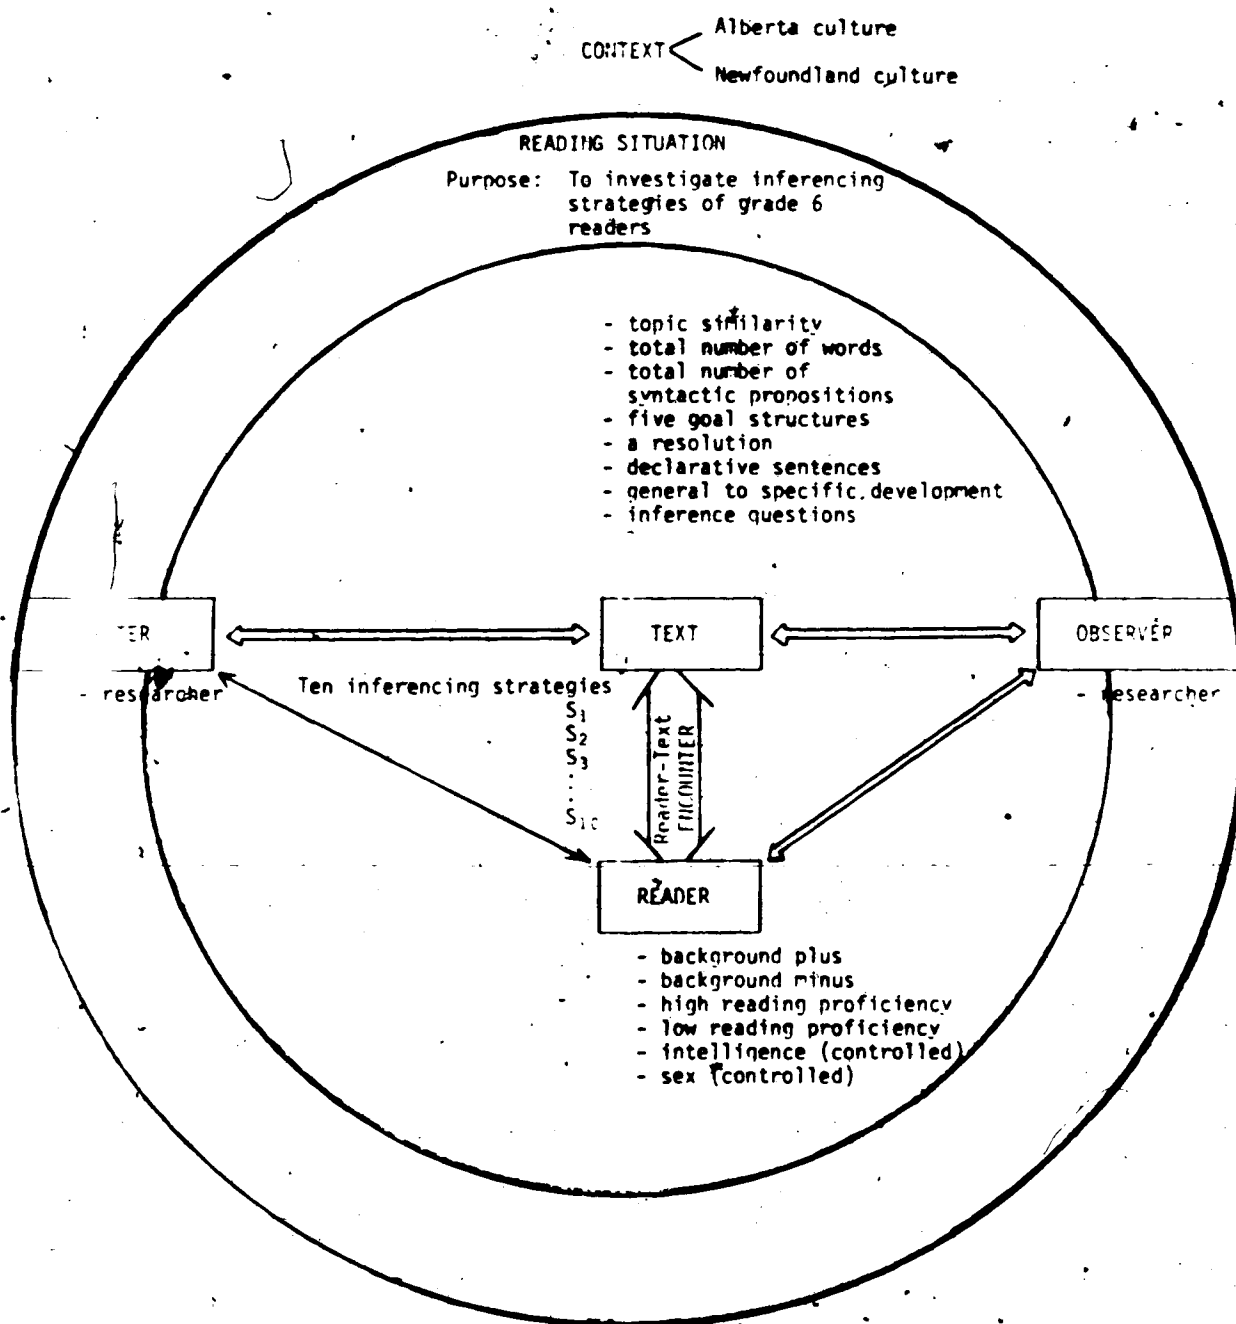 Alberta culture
CONTEXT
Newfoundland culture
READING SITUATION
Purpose: To investigate inferencing
strategies of grade 6
readers
- topic similarity
- total number of words
- total number of
syntactic propositions
- five goal structures
- a resolution
- declarative sentences
- general to specific development
- inference questions
TER
TEXT
OBSERVER
- researcher
Ten inferencing strategies
- researcher
S1
S2
S3
S10
Reader-Text
ENCOUNTER
READER
- background plus
- background minus
- high reading proficiency
- low reading proficiency
- intelligence (controlled)
- sex (controlled)